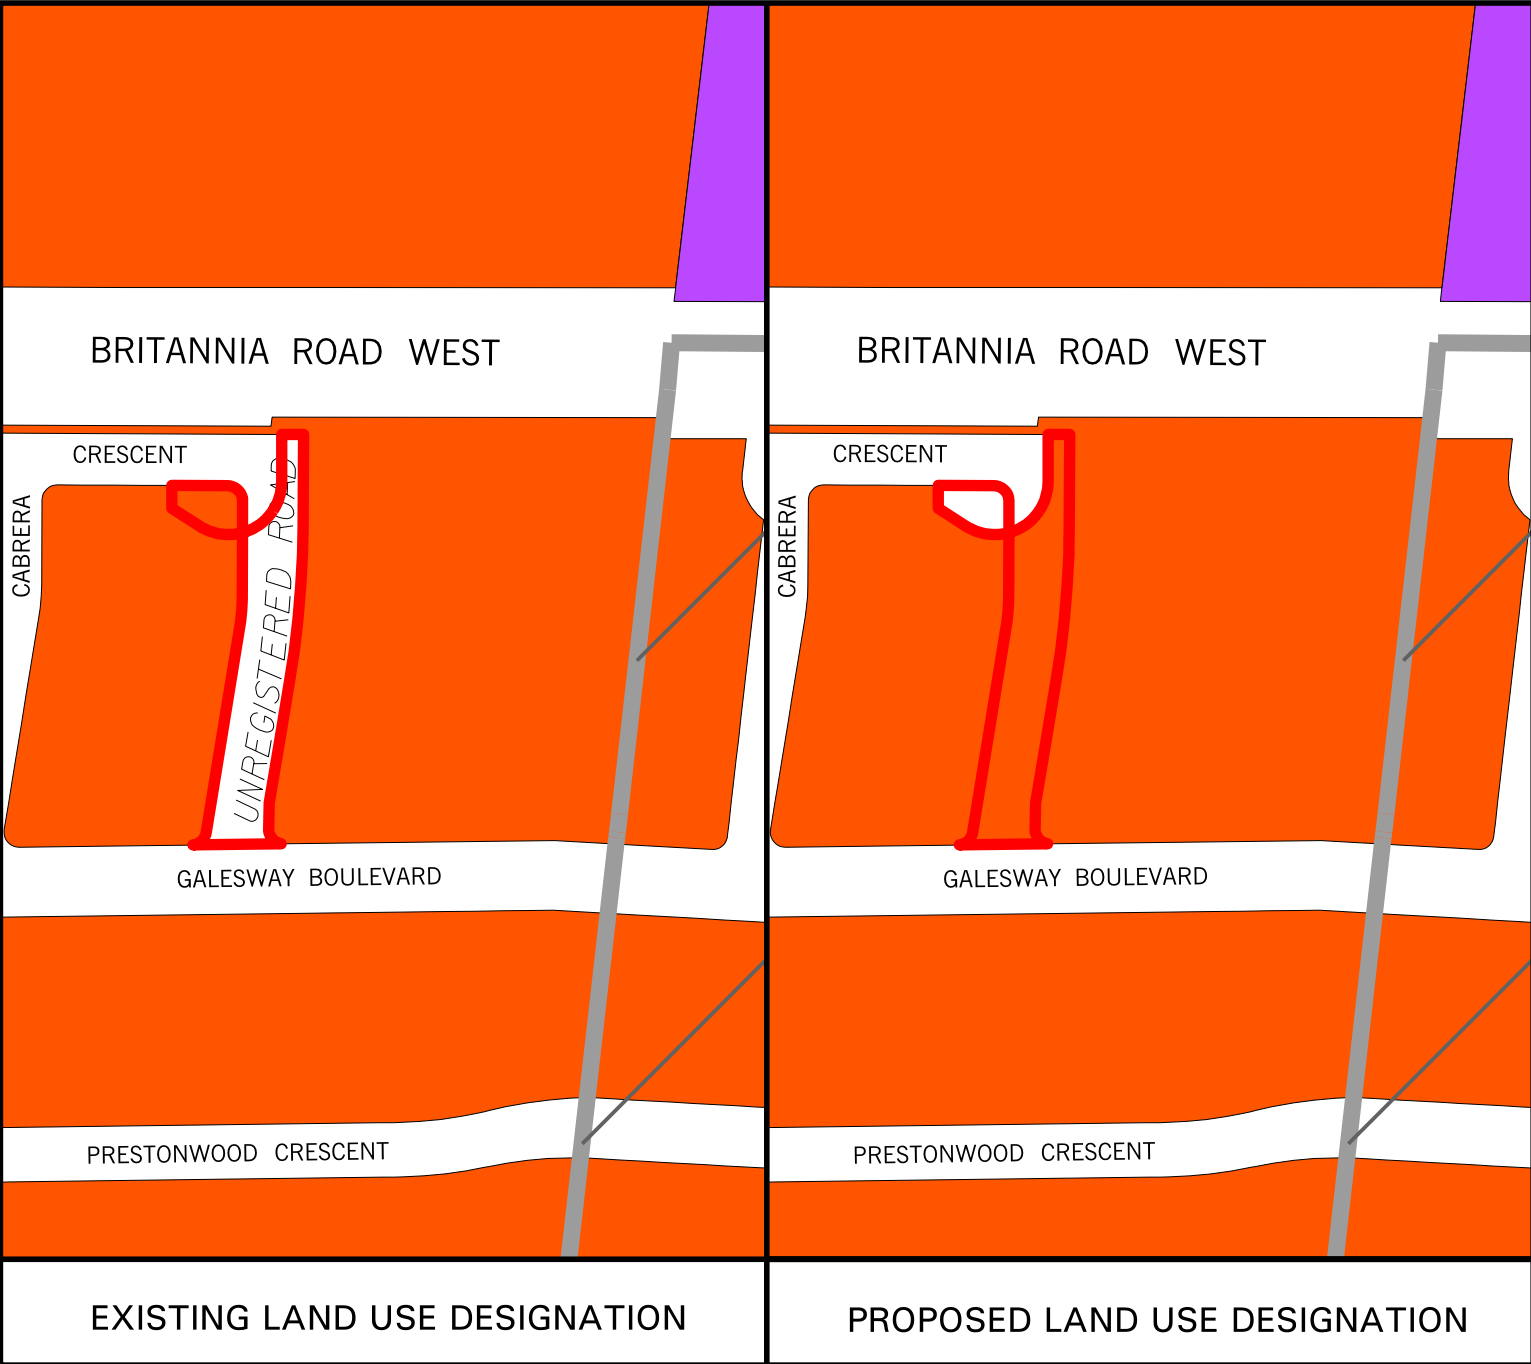 BRITANNIA ROAD WEST
CRESCENT
CABRERA
UNREGISTERED ROAD
GALESWAY BOULEVARD
PRESTONWOOD CRESCENT
EXISTING LAND USE DESIGNATION
BRITANNIA ROAD WEST
CRESCENT
CABRERA
GALESWAY BOULEVARD
PRESTONWOOD CRESCENT
PROPOSED LAND USE DESIGNATION